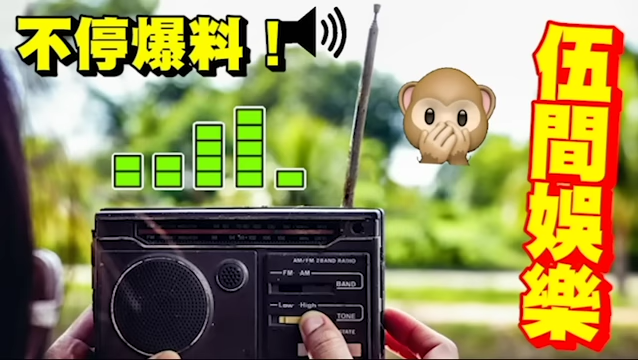 不停爆料！
伍間娛樂
AM/FM 2 BAND RADIO
FM AM
BAND
Low High
TONE
STATE